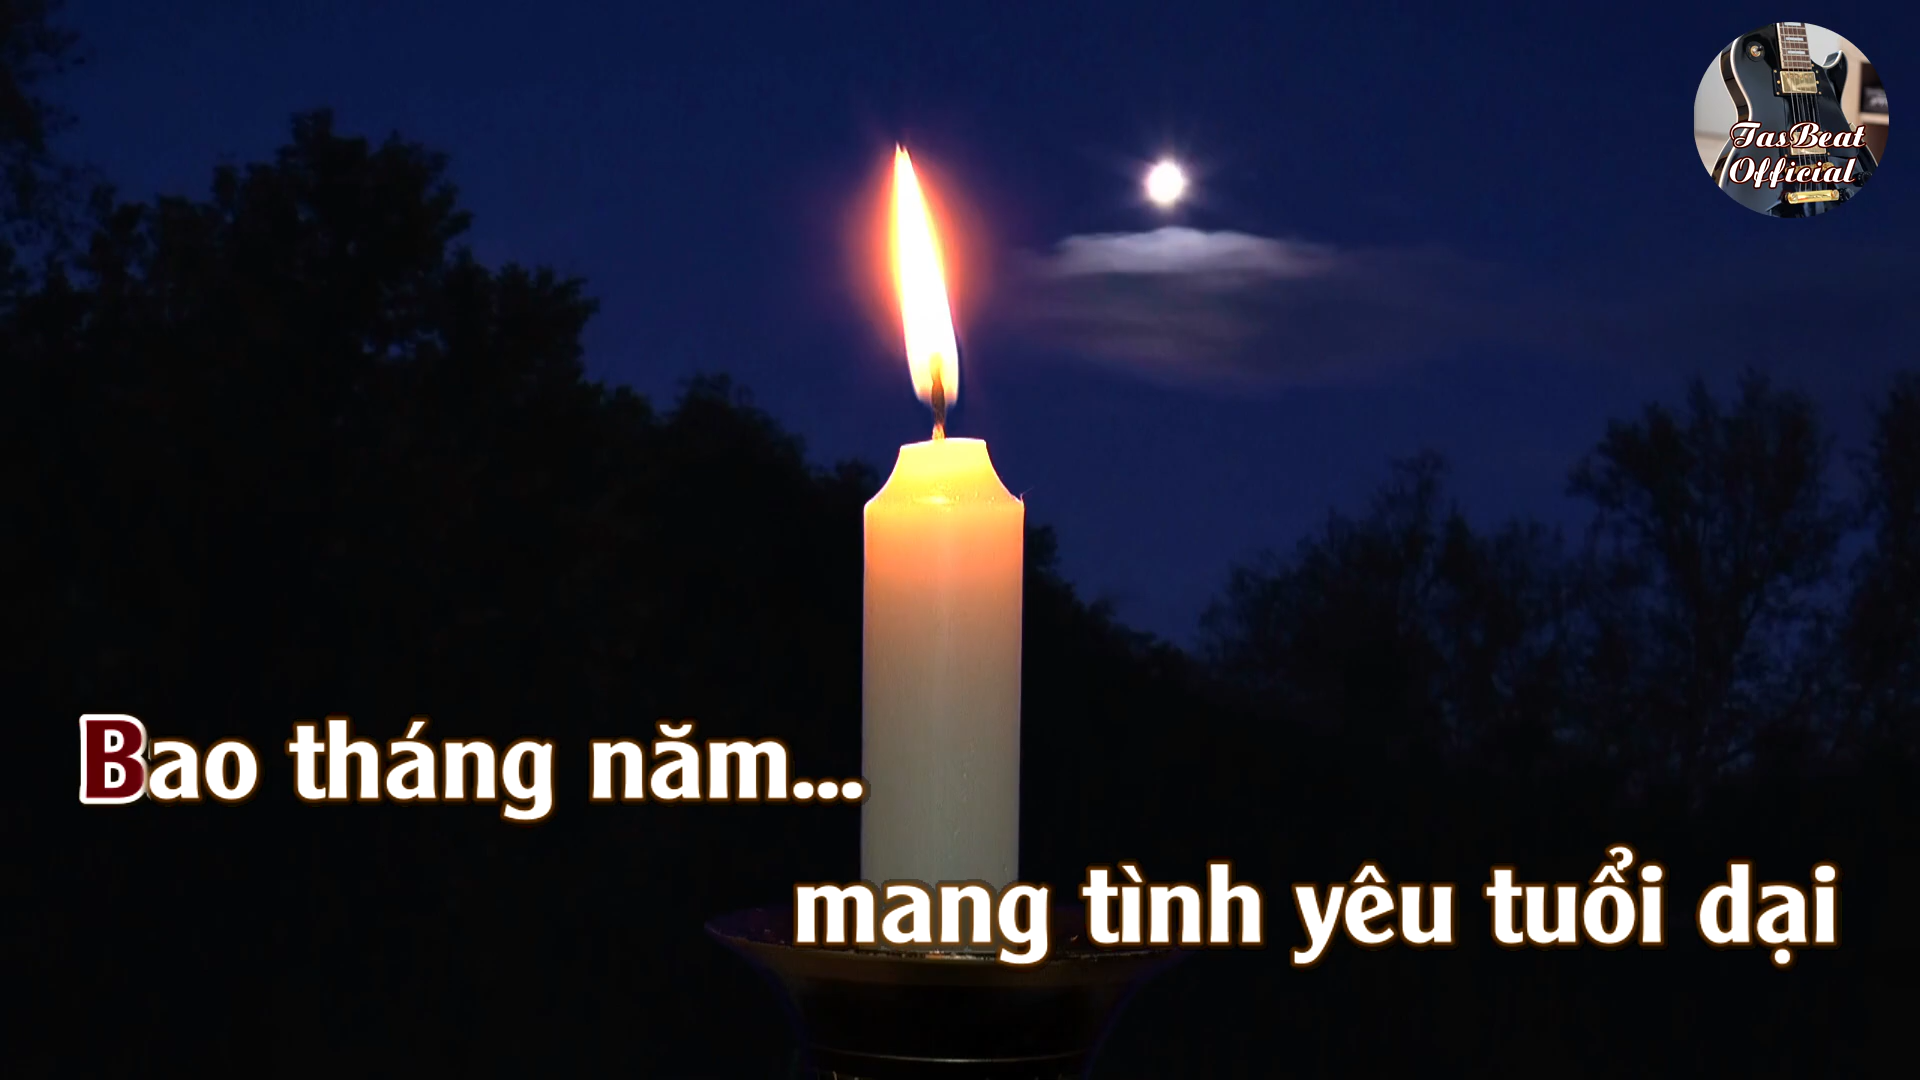 TasBeat
Official
Bao tháng năm...
mang tình yêu tuổi dại